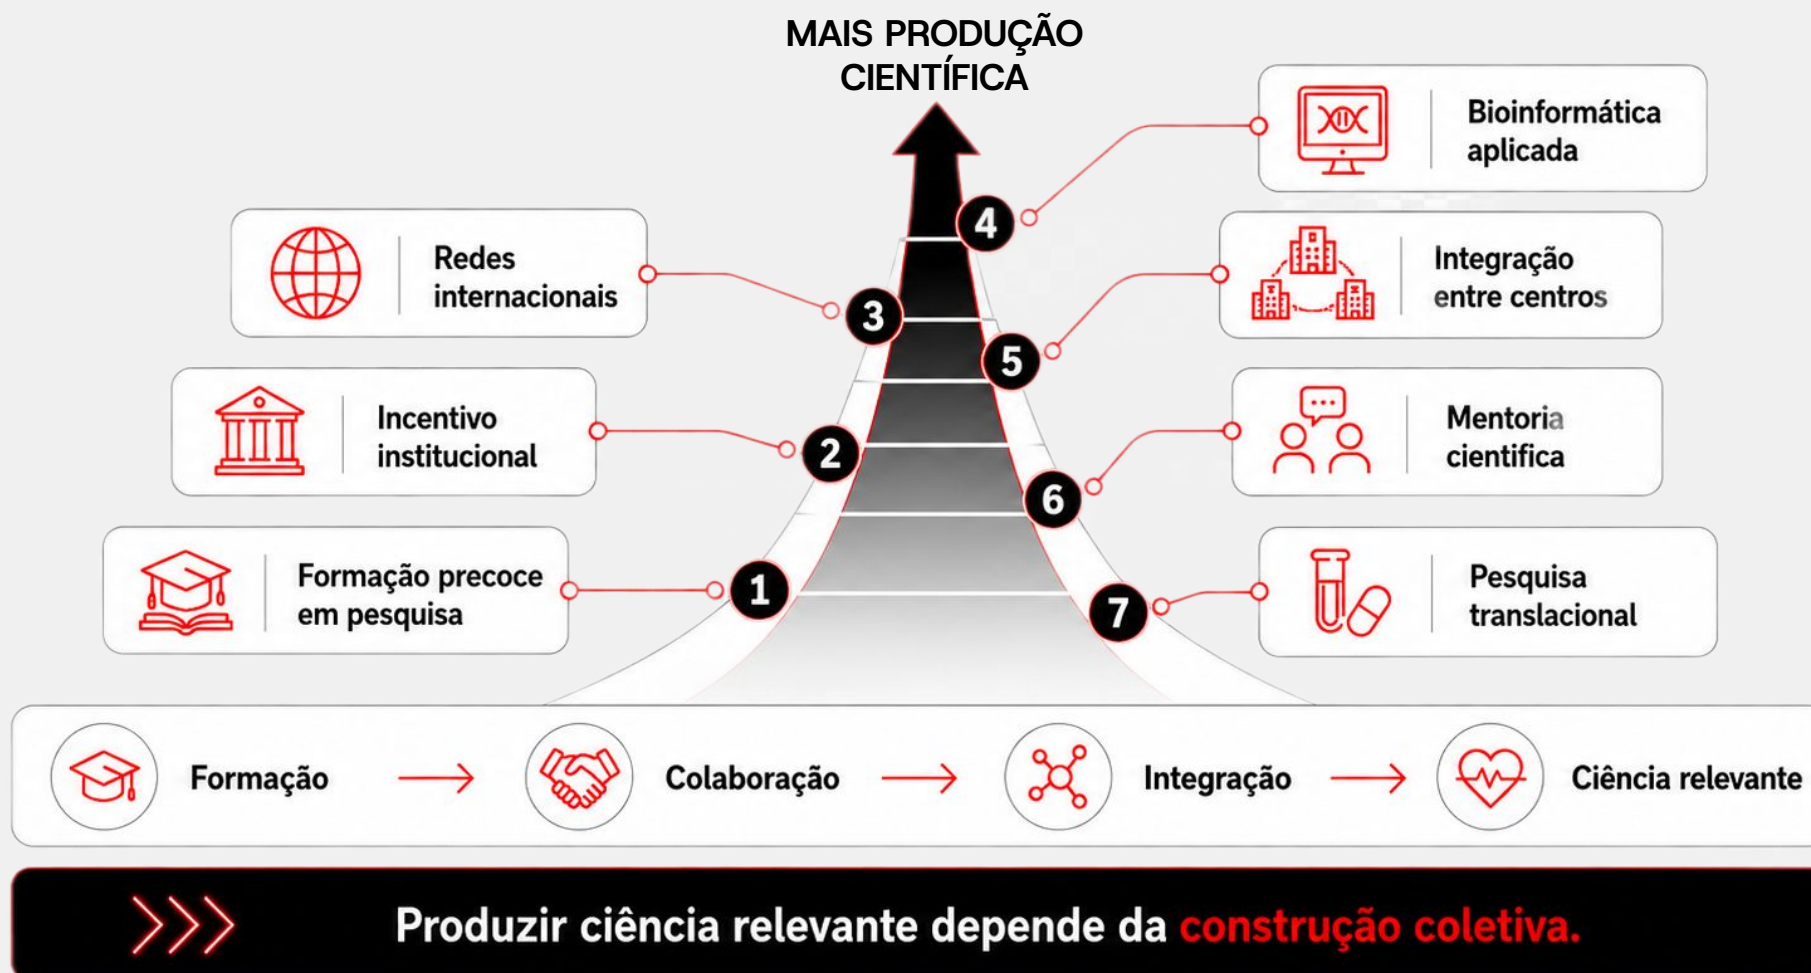 MAIS PRODUÇÃO
CIENTÍFICA
Redes
internacionais
3
Incentivo
institucional
2
Formação precoce
em pesquisa
1
4
Bioinformática
aplicada
5
Integração
entre centros
6
Mentoria
cientifica
7
Pesquisa
translacional
Formação
Colaboração
Integração
Ciência relevante
Produzir ciência relevante depende da construção coletiva.